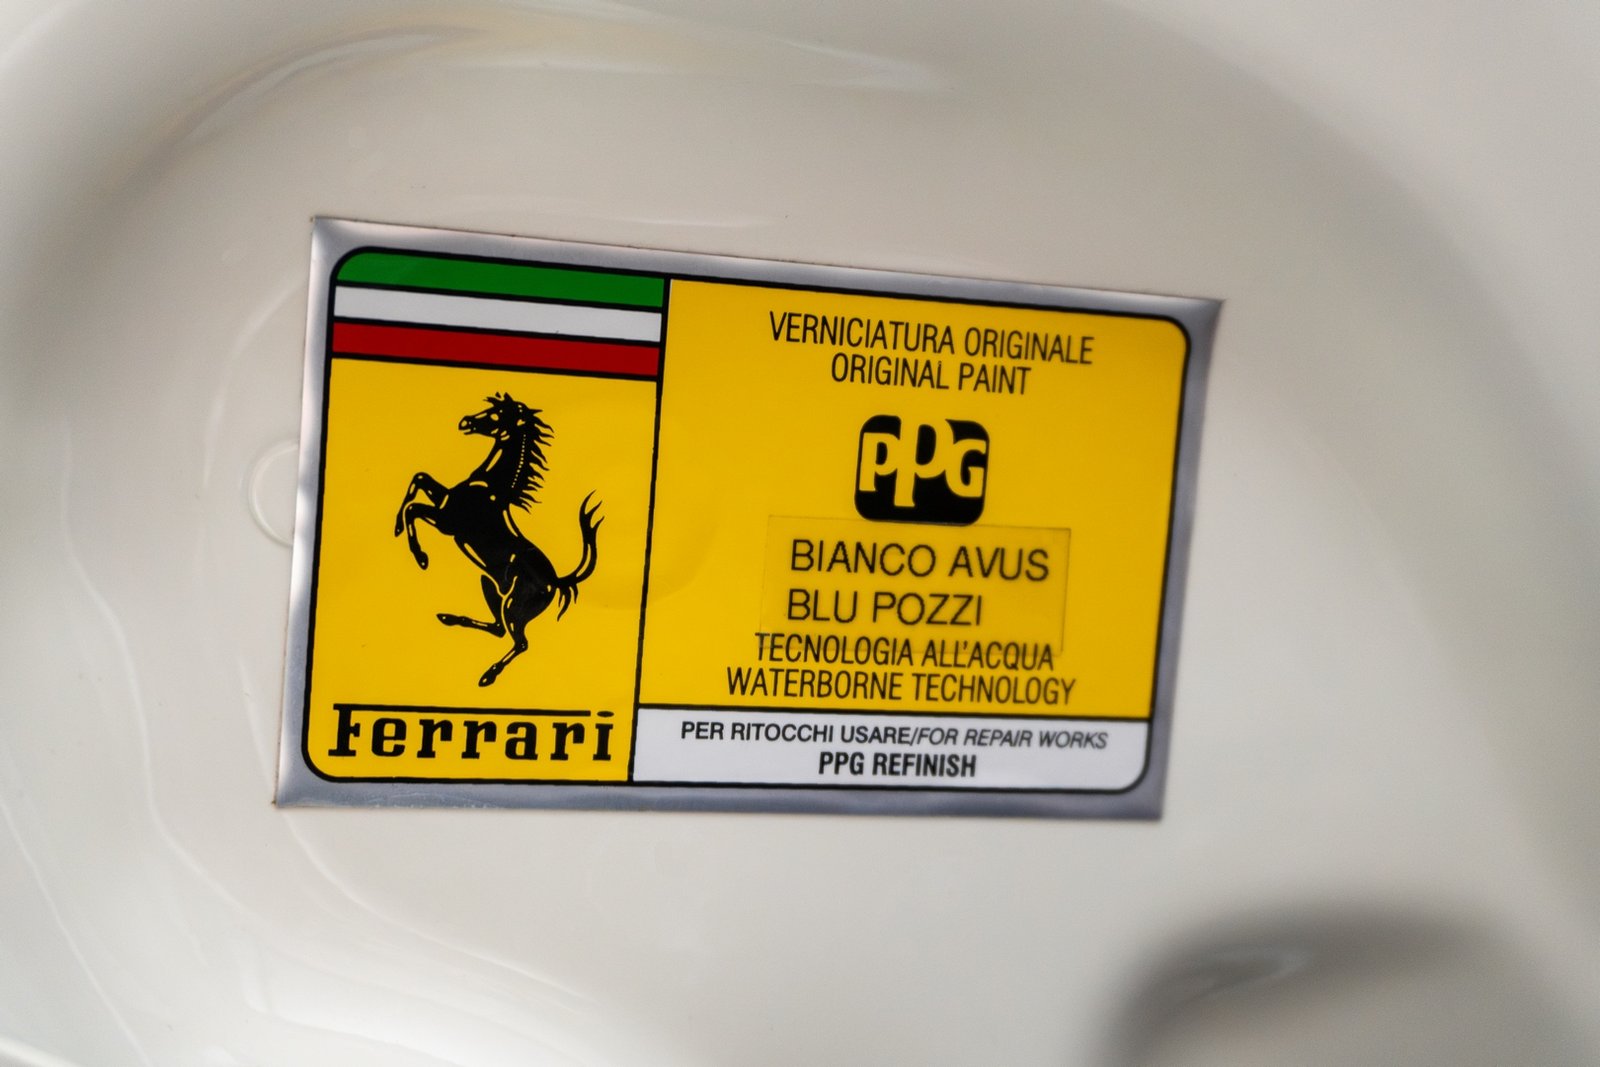 Ferrari
VERNICIATURA ORIGINALE
ORIGINAL PAINT
PPG
BIANCO AVUS
BLU POZZI
TECNOLOGIA ALL'ACQUA
WATERBORNE TECHNOLOGY
PER RITOCCHI USARE/FOR REPAIR WORKS
PPG REFINISH